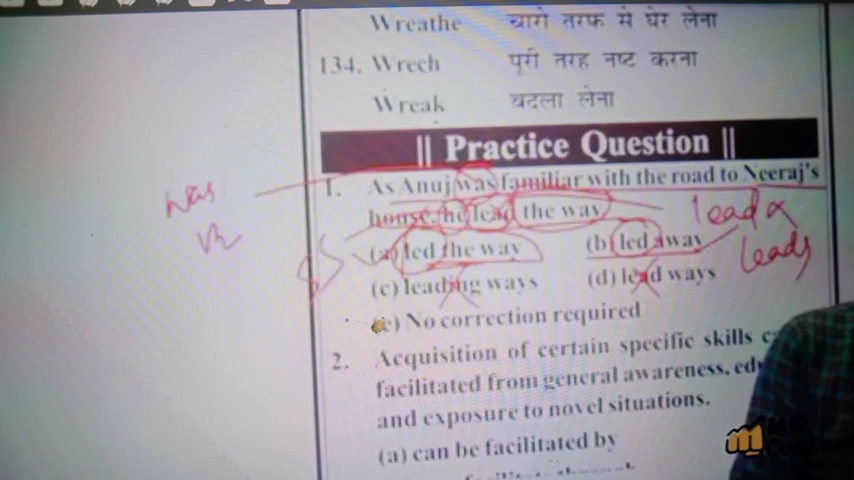 Wreathe चारो तरफ से घेर लेना
134. Wrech पूरी तरह नष्ट करना
Wreak बदला लेना
|| Practice Question ||
1. As Anuj was familiar with the road to Neeraj's
house, he lead the way
lead
leads
(a) led the way (b) led away
(c) leading ways (d) lead ways
(e) No correction required
2. Acquisition of certain specific skills
facilitated from general awareness,
and exposure to novel situations.
(a) can be facilitated by